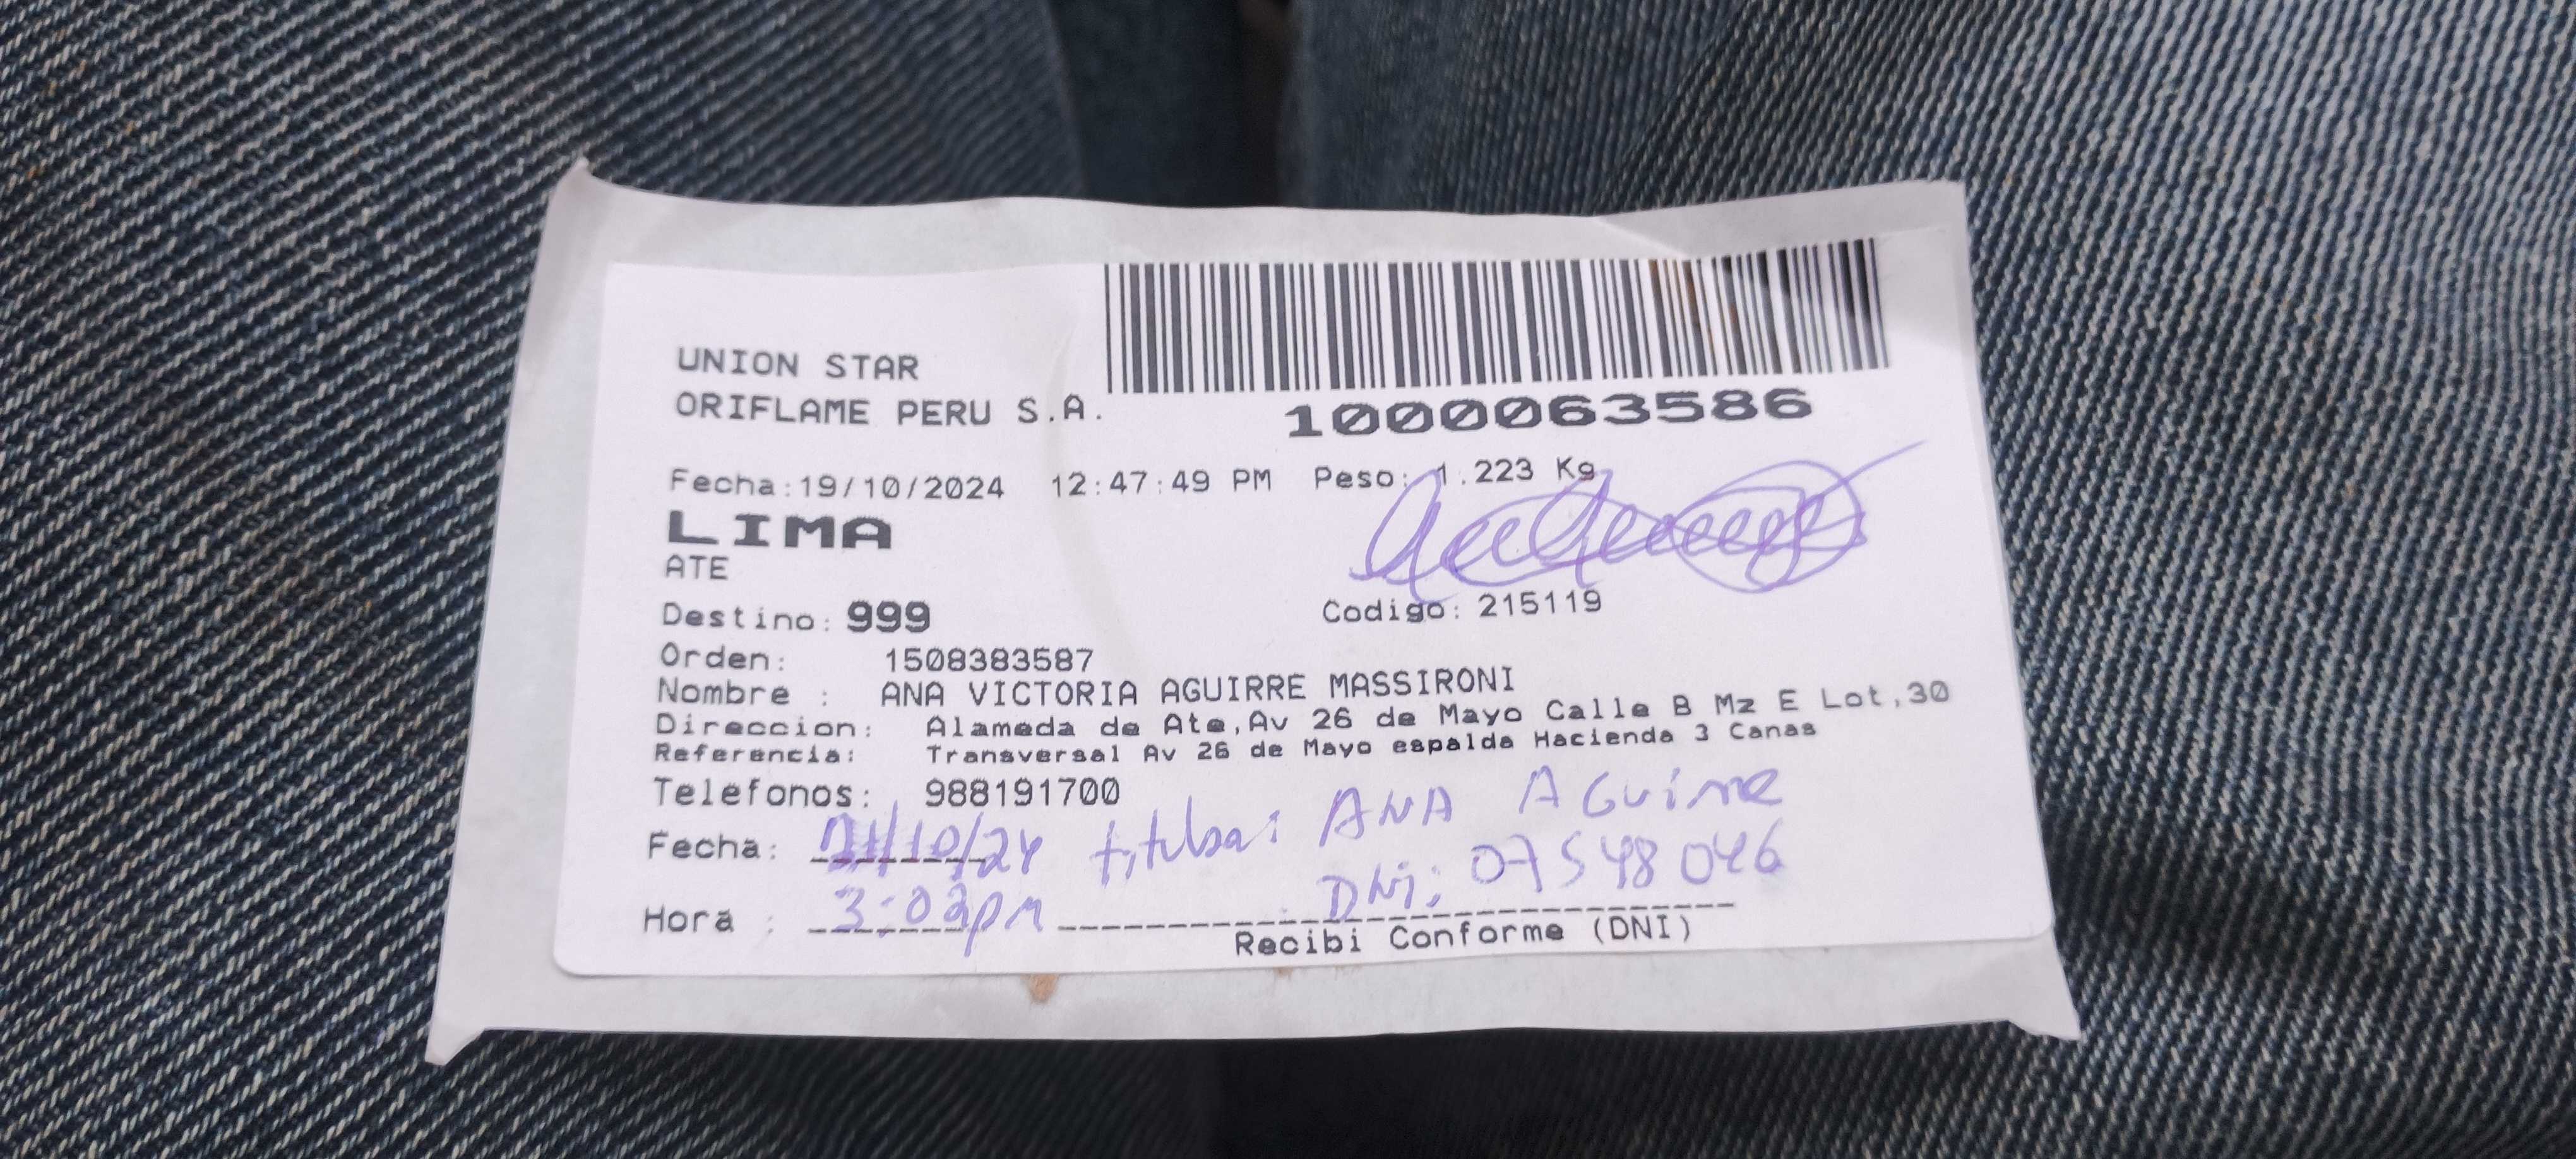 UNION STAR
ORIFLAME PERU S.A.
1000063586
Fecha:19/10/2024 12:47:49 PM Peso: 1.223 Kg
LIMA
ATE
Destino: 999 Codigo: 215119
Orden: 1508383587
Nombre : ANA VICTORIA AGUIRRE MASSIRONI
Direccion: Alameda de Ate,Av 26 de Mayo Calle B Mz E Lot,30
Referencia: Transversal Av 26 de Mayo espalda Hacienda 3 Canas
Telefonos: 988191700
Fecha: 21/10/24 titular: ANA AGuirre
Hora : 3:02pm DNi: 07548046
Recibi Conforme (DNI)